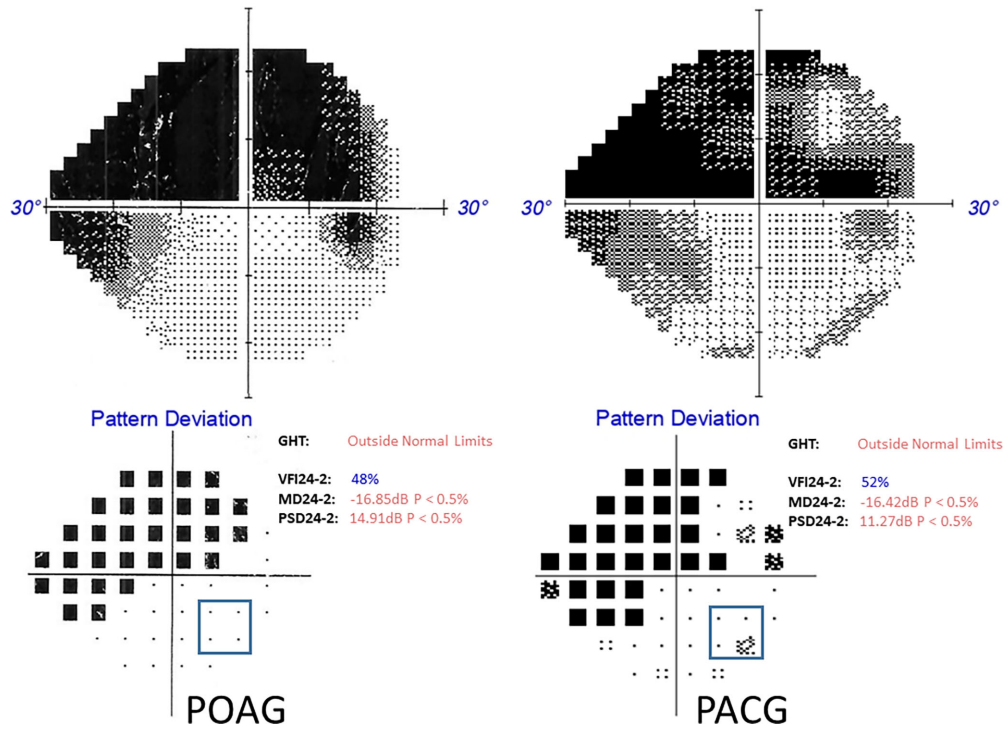 30° 30°
30° 30°
Pattern Deviation
GHT: Outside Normal Limits
VFI24-2: 48%
MD24-2: -16.85dB P < 0.5%
PSD24-2: 14.91dB P < 0.5%
POAG
Pattern Deviation
GHT: Outside Normal Limits
VFI24-2: 52%
MD24-2: -16.42dB P < 0.5%
PSD24-2: 11.27dB P < 0.5%
PACG